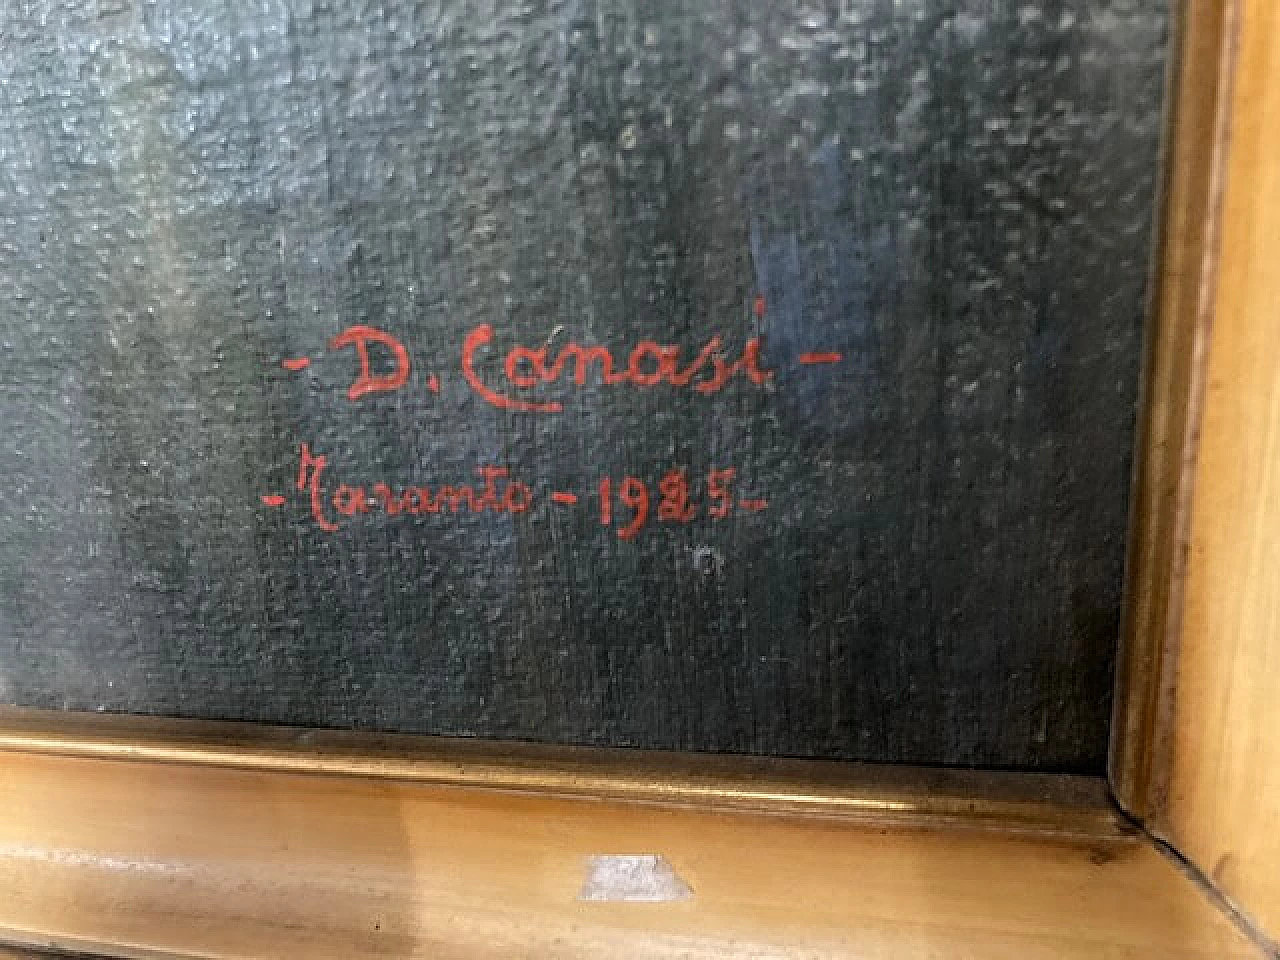 - D. Canasi -
- Taranto - 1925 -